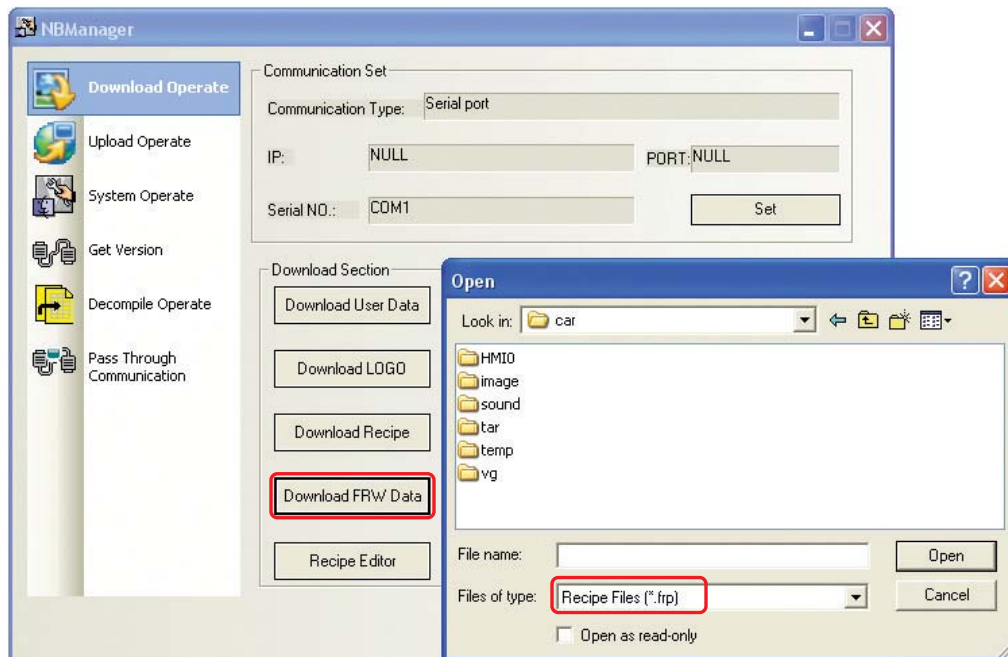 NBManager
Download Operate
Upload Operate
System Operate
Get Version
Decompile Operate
Pass Through
Communication
Communication Set
Communication Type: Serial port
IP: NULL PORT: NULL
Serial NO.: COM1 Set
Download Section
Download User Data
Download LOGO
Download Recipe
Download FRW Data
Recipe Editor
Open
Look in: car
HMI0
image
sound
tar
temp
vg
File name: Open
Files of type: Recipe Files (*.frp) Cancel
Open as read-only